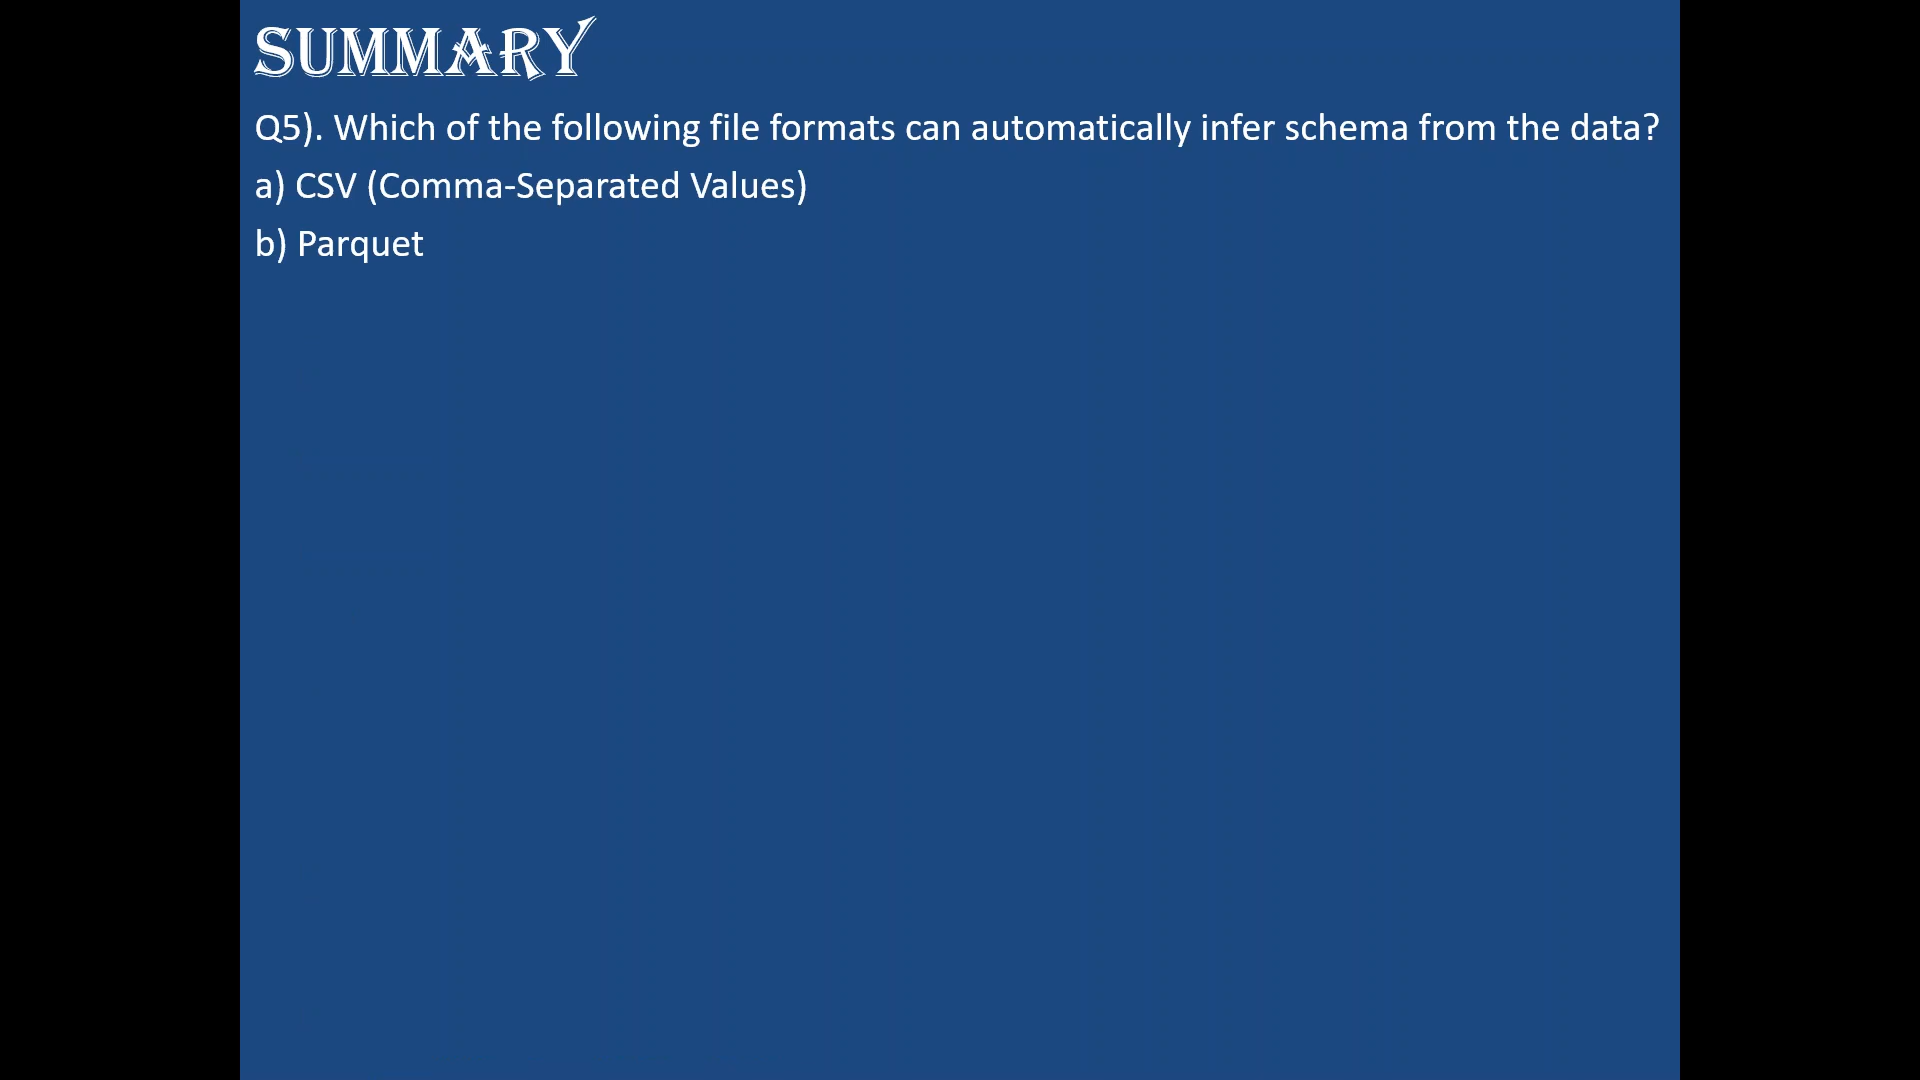 SUMMARY
Q5). Which of the following file formats can automatically infer schema from the data?
a) CSV (Comma-Separated Values)
b) Parquet